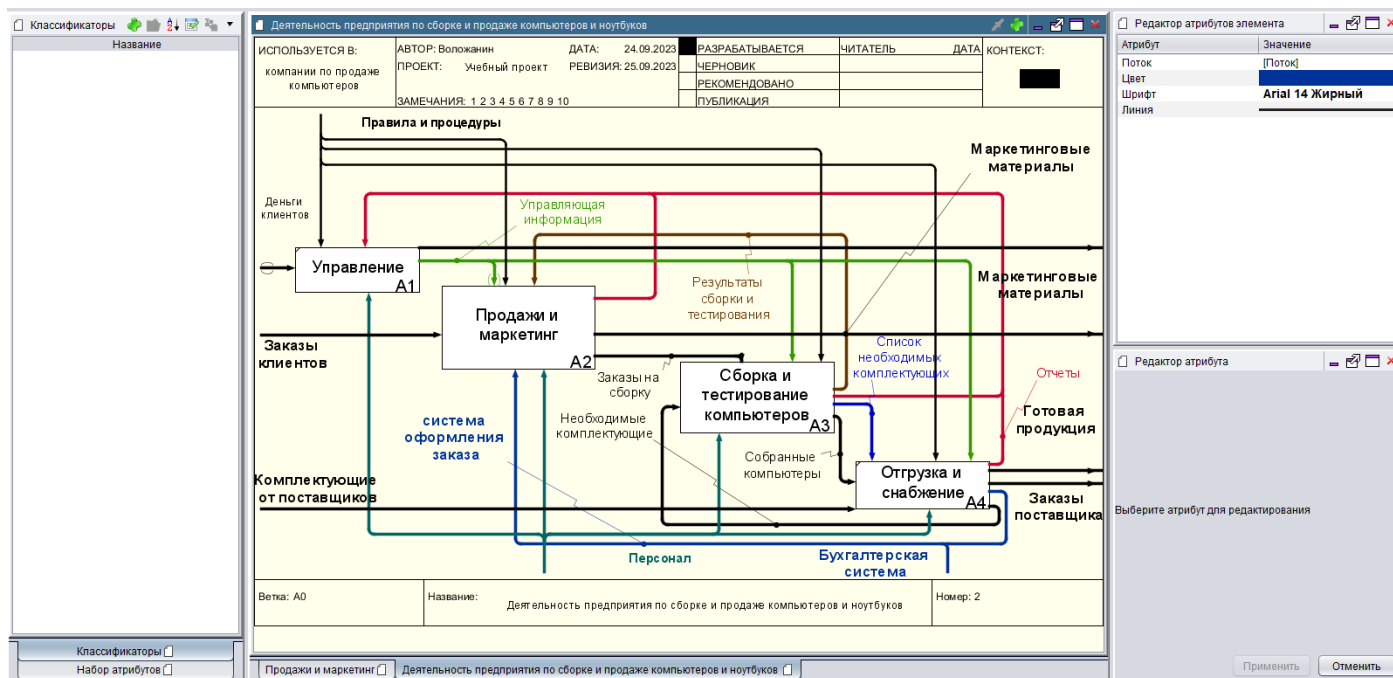 Классификаторы
Название
Классификаторы
Набор атрибутов
Деятельность предприятия по сборке и продаже компьютеров и ноутбуков
ИСПОЛЬЗУЕТСЯ В:
компании по продаже
компьютеров
АВТОР: Воложанин
ДАТА: 24.09.2023
ПРОЕКТ: Учебный проект
РЕВИЗИЯ: 25.09.2023
ЗАМЕЧАНИЯ: 1 2 3 4 5 6 7 8 9 10
РАЗРАБАТЫВАЕТСЯ
ЧЕРНОВИК
РЕКОМЕНДОВАНО
ПУБЛИКАЦИЯ
ЧИТАТЕЛЬ
ДАТА
КОНТЕКСТ:
Правила и процедуры
Маркетинговые
материалы
Деньги
клиентов
Управляющая
информация
Управление
A1
Результаты
сборки и
тестирования
Маркетинговые
материалы
Продажи и
маркетинг
A2
Заказы
клиентов
Список
необходимых
комплектующих
Заказы на
сборку
Сборка и
тестирование
компьютеров
A3
Отчеты
Готовая
продукция
система
оформления
заказа
Необходимые
комплектующие
Собранные
компьютеры
Отгрузка и
снабжение
A4
Комплектующие
от поставщиков
Заказы
поставщика
Персонал
Бухгалтерская
система
Ветка: A0
Название:
Деятельность предприятия по сборке и продаже компьютеров и ноутбуков
Номер: 2
Продажи и маркетинг
Деятельность предприятия по сборке и продаже компьютеров и ноутбуков
Редактор атрибутов элемента
Атрибут Значение
Поток [Поток]
Цвет
Шрифт Arial 14 Жирный
Линия
Редактор атрибута
Выберите атрибут для редактирования
Применить
Отменить